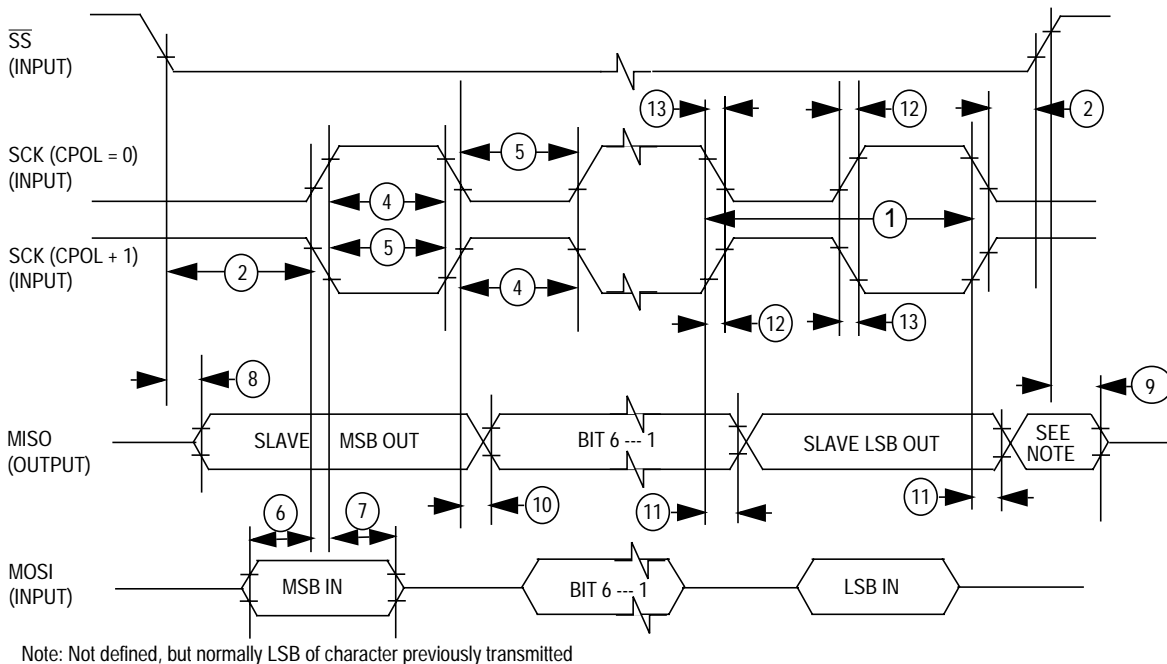 SS
(INPUT)
2
13
12
SCK (CPOL = 0)
(INPUT)
5
4
1
SCK (CPOL + 1)
(INPUT)
5
2
4
12
13
8
9
MISO
(OUTPUT)
SLAVE MSB OUT
BIT 6 --- 1
SLAVE LSB OUT
SEE
NOTE
6
7
10
11
11
MOSI
(INPUT)
MSB IN
BIT 6 --- 1
LSB IN
Note: Not defined, but normally LSB of character previously transmitted